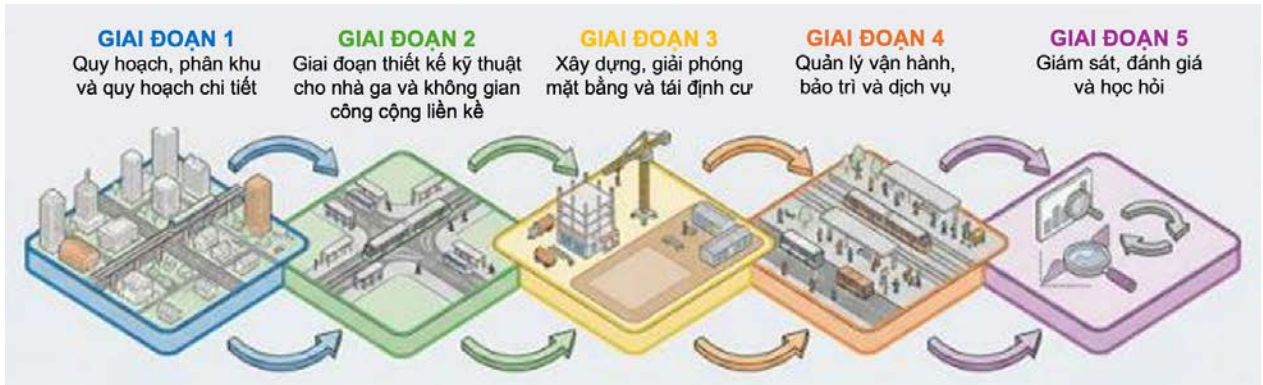 GIAI ĐOẠN 1
Quy hoạch, phân khu
và quy hoạch chi tiết
GIAI ĐOẠN 2
Giai đoạn thiết kế kỹ thuật
cho nhà ga và không gian
công cộng liền kề
GIAI ĐOẠN 3
Xây dựng, giải phóng
mặt bằng và tái định cư
GIAI ĐOẠN 4
Quản lý vận hành,
bảo trì và dịch vụ
GIAI ĐOẠN 5
Giám sát, đánh giá
và học hỏi